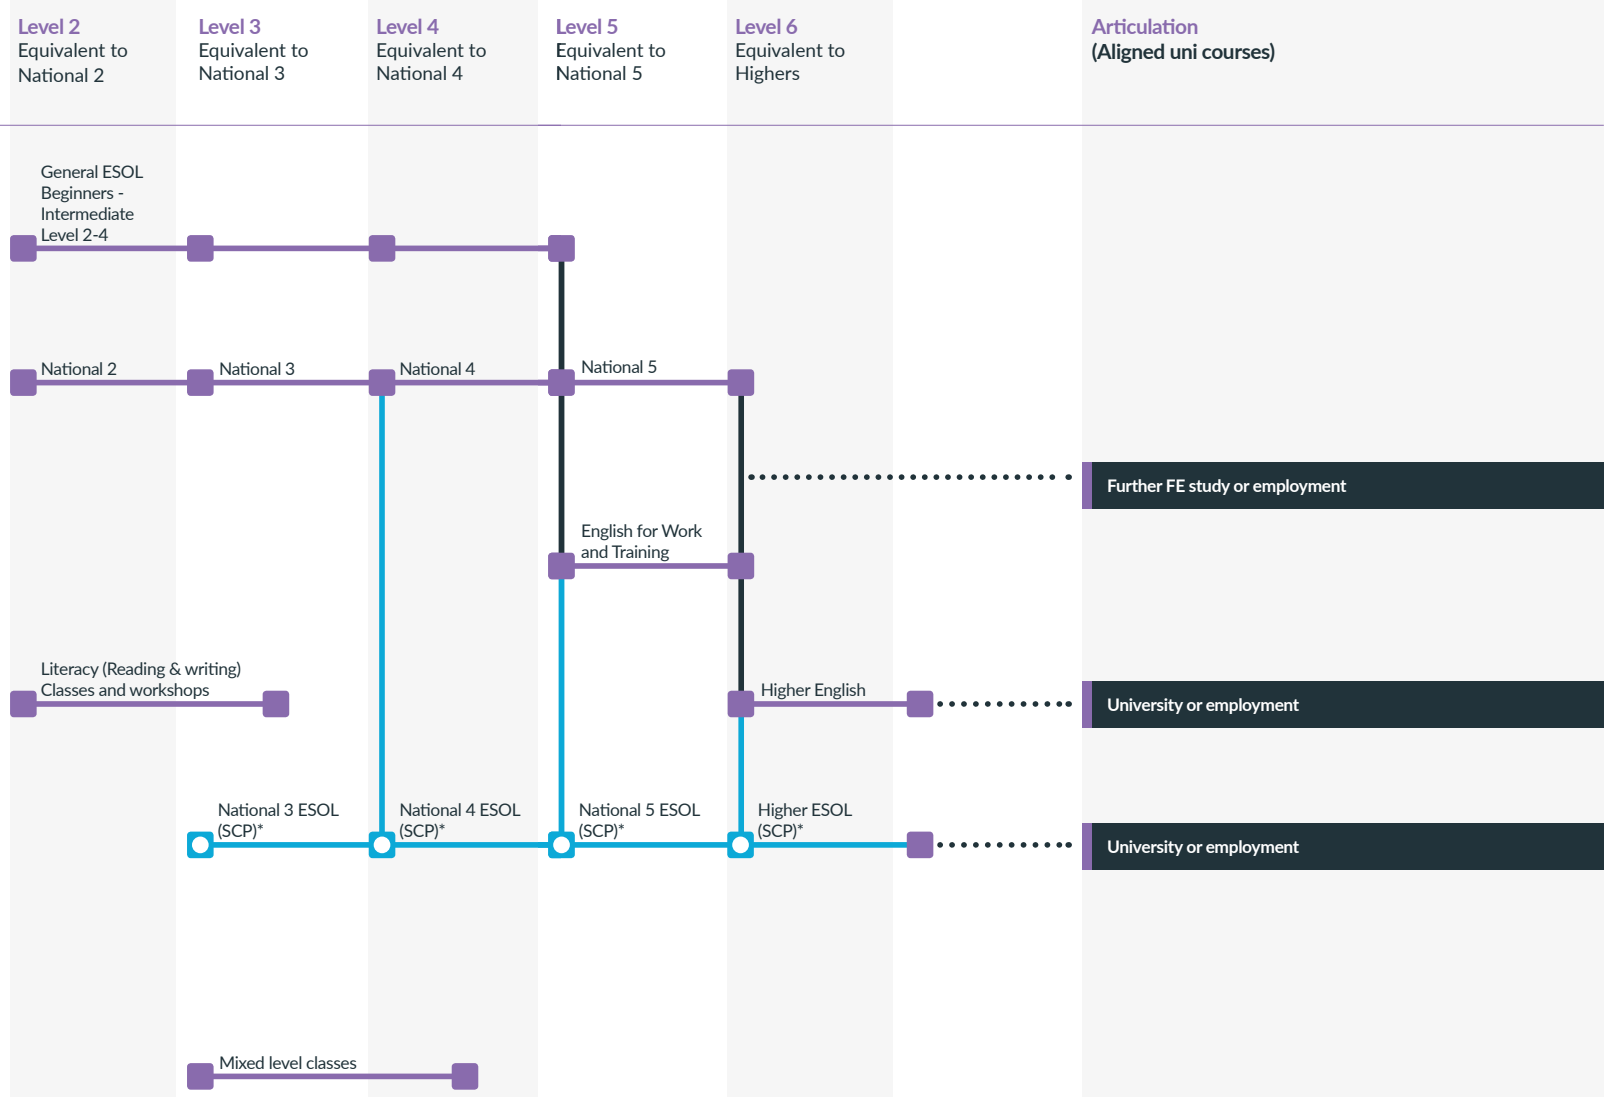 Level 2
Equivalent to
National 2
Level 3
Equivalent to
National 3
Level 4
Equivalent to
National 4
Level 5
Equivalent to
National 5
Level 6
Equivalent to
Highers
Articulation
(Aligned uni courses)
General ESOL
Beginners -
Intermediate
Level 2-4
National 2
National 3
National 4
National 5
Further FE study or employment
English for Work
and Training
Literacy (Reading & writing)
Classes and workshops
Higher English
University or employment
National 3 ESOL
(SCP)*
National 4 ESOL
(SCP)*
National 5 ESOL
(SCP)*
Higher ESOL
(SCP)*
University or employment
Mixed level classes